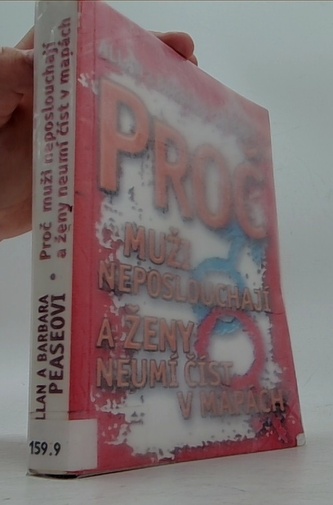 PROČ
MUŽI
NEPOSLOUCHAJÍ
A ŽENY
NEUMÍ ČÍST
V MAPÁCH
LLAN A BARBARA
PEASEOVI • Proč muži neposlouchají
a ženy neumí číst v mapách
159.9